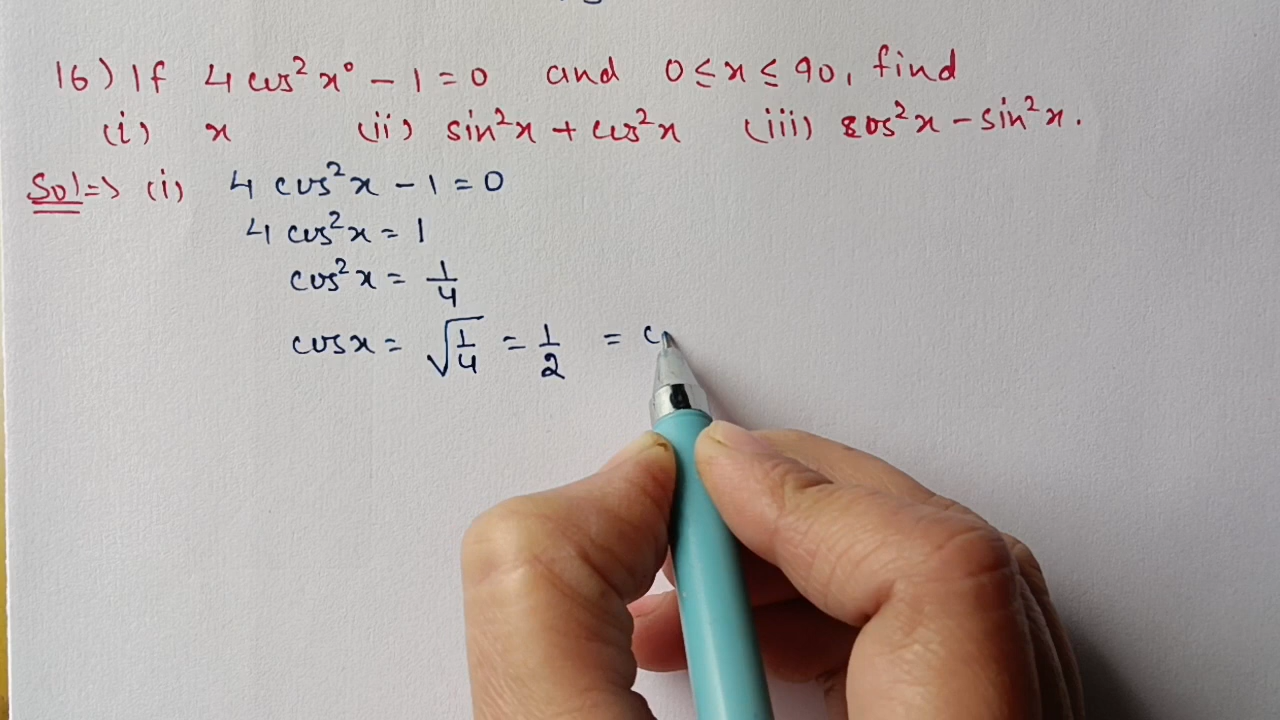 16) If 4 cos² x° - 1 = 0 and 0 ≤ x ≤ 90, find
(i) x (ii) sin²x + cos²x (iii) cos²x - sin²x.
Sol => (i) 4 cos²x - 1 = 0
4 cos²x = 1
cos²x = 1/4
cosx = √1/4 = 1/2 = c